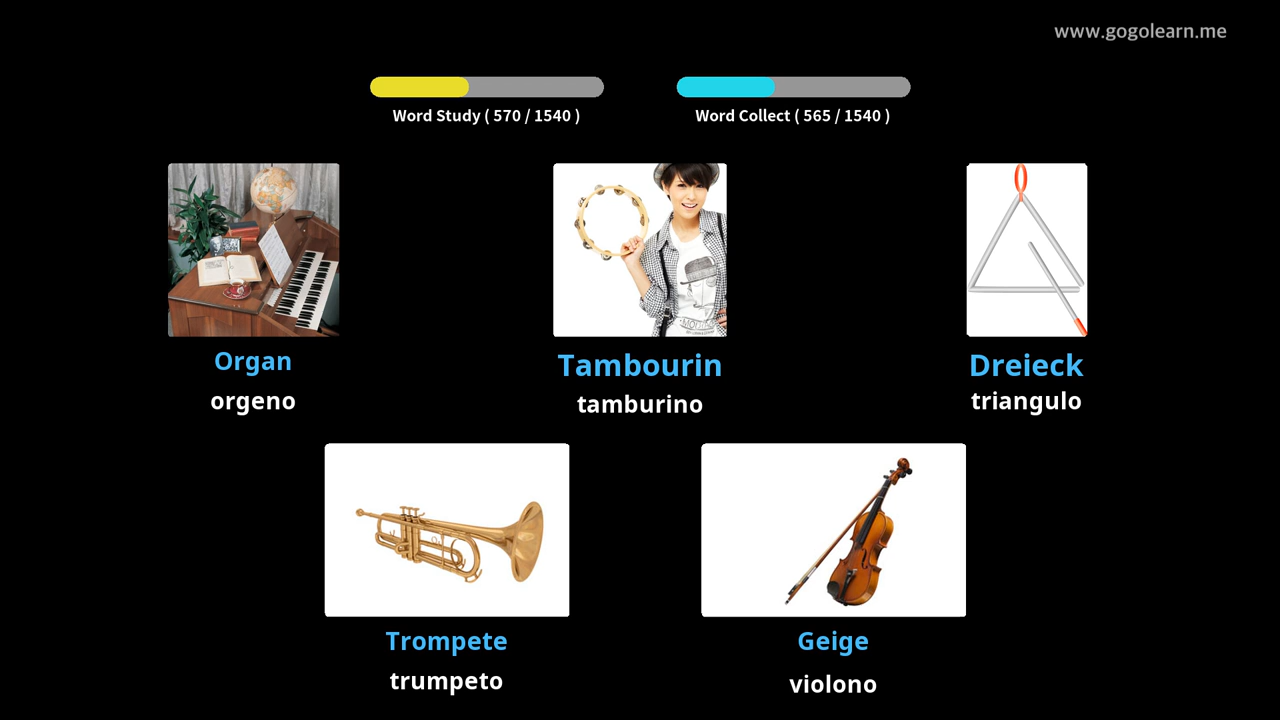 www.gogolearn.me
Word Study ( 570 / 1540 )
Word Collect ( 565 / 1540 )
Organ
orgeno
Tambourin
tamburino
Dreieck
triangulo
Trompete
trumpeto
Geige
violono